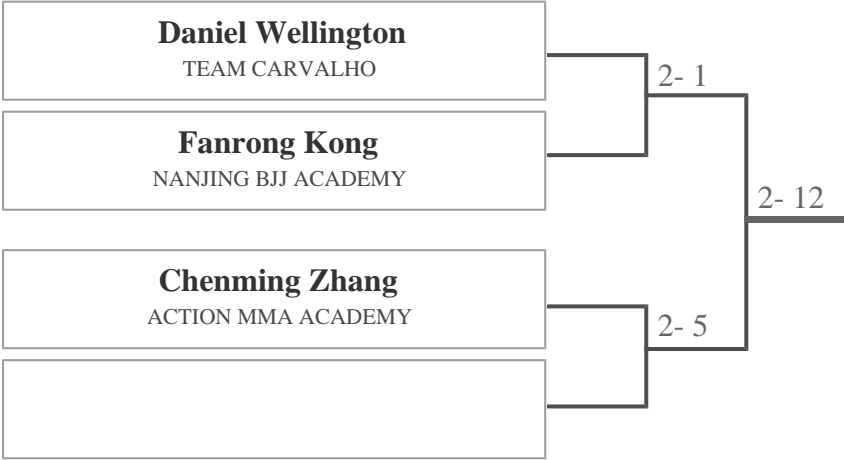 Daniel Wellington
TEAM CARVALHO
2- 1
Fanrong Kong
NANJING BJJ ACADEMY
2- 12
Chenming Zhang
ACTION MMA ACADEMY
2- 5